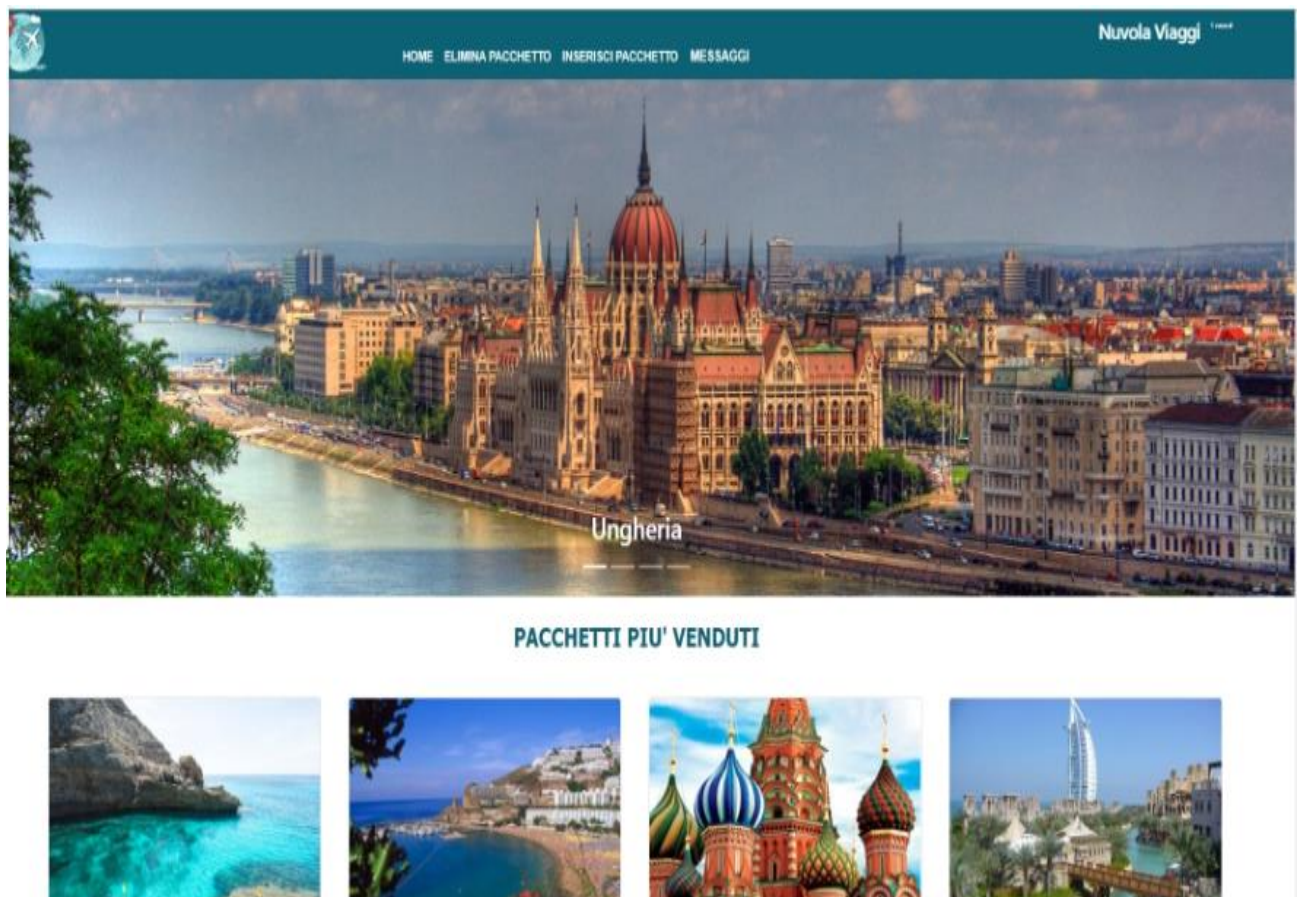 Nuvola Viaggi
HOME ELIMINA PACCHETTO INSERISCI PACCHETTO MESSAGGI
Ungheria
PACCHETTI PIU' VENDUTI